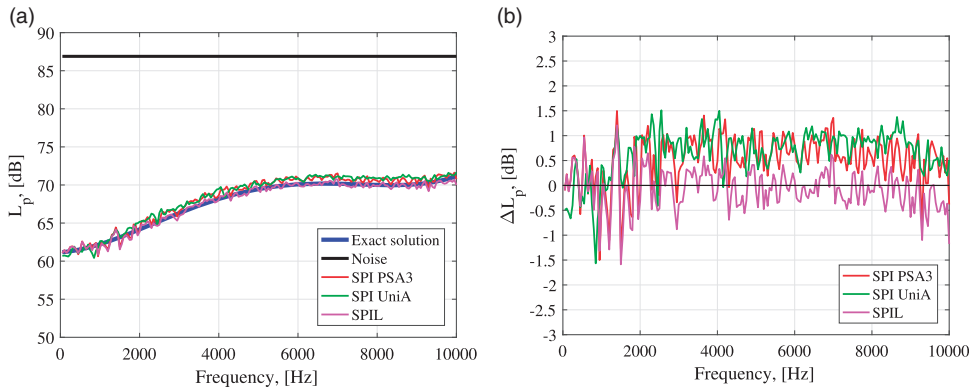 (a)
90
85
80
75
70
65
60
55
50
L_p, [dB]
0 2000 4000 6000 8000 10000
Frequency, [Hz]
Exact solution
Noise
SPI PSA3
SPI UniA
SPIL
(b)
3
2.5
2
1.5
1
0.5
0
-0.5
-1
-1.5
-2
-2.5
-3
ΔL_p, [dB]
0 2000 4000 6000 8000 10000
Frequency, [Hz]
SPI PSA3
SPI UniA
SPIL